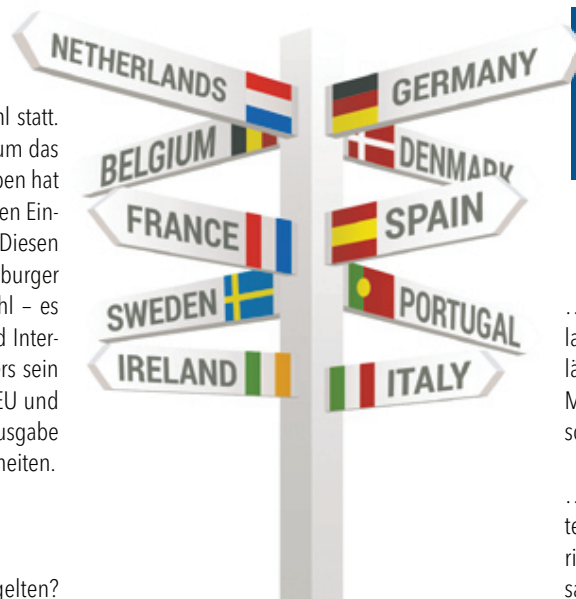 hl statt.
um das
ben hat
en Ein-
Diesen
burger
hl – es
d Inter-
rs sein
EU und
usgabe
heiten.
gelten?
NETHERLANDS
GERMANY
BELGIUM
DENMARK
FRANCE
SPAIN
SWEDEN
PORTUGAL
IRELAND
ITALY
…
la
lä
M
sc
…
te
ri
sa